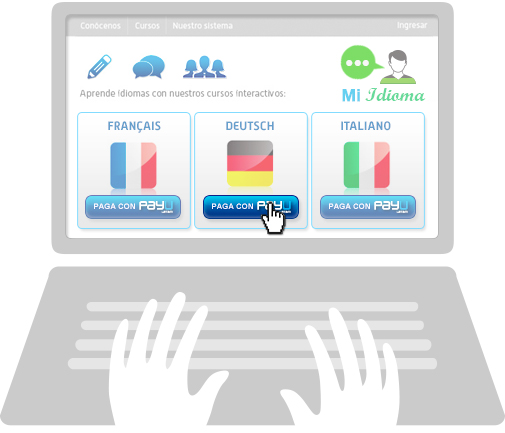 Conócenos Cursos Nuestro sistema Ingresar
Aprende Idiomas con nuestros cursos Interactivos:
Mi Idioma
FRANÇAIS DEUTSCH ITALIANO
PAGA CON PAYU PAGA CON PAYU PAGA CON PAYU